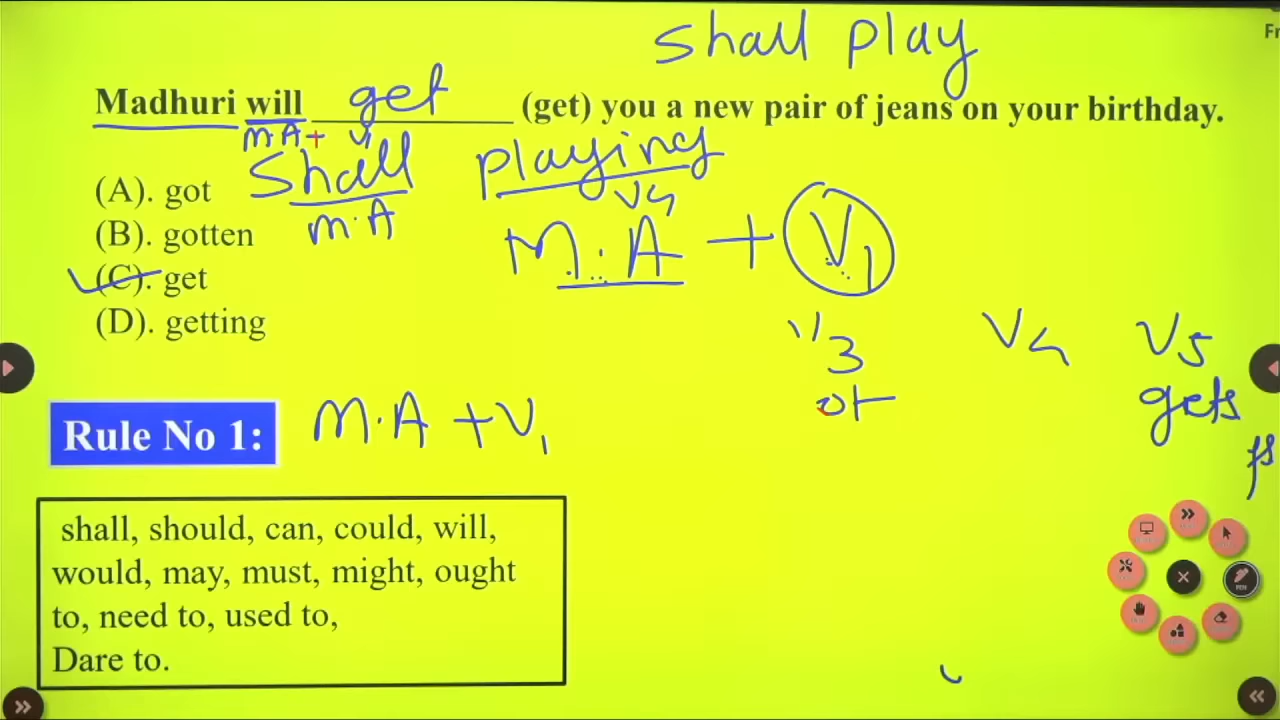 Fr
shall play
Madhuri will get (get) you a new pair of jeans on your birthday.
M.A + V1
shall playing
M.A V4
(A). got
(B). gotten
(C). get
(D). getting
M.A + V1
V3 V4 V5
ot gets
Rule No 1: M.A + V1
shall, should, can, could, will,
would, may, must, might, ought
to, need to, used to,
Dare to.